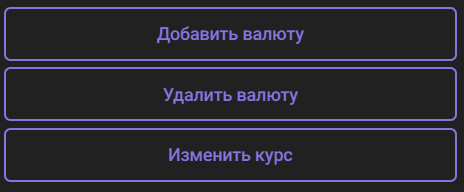 Добавить валюту
Удалить валюту
Изменить курс